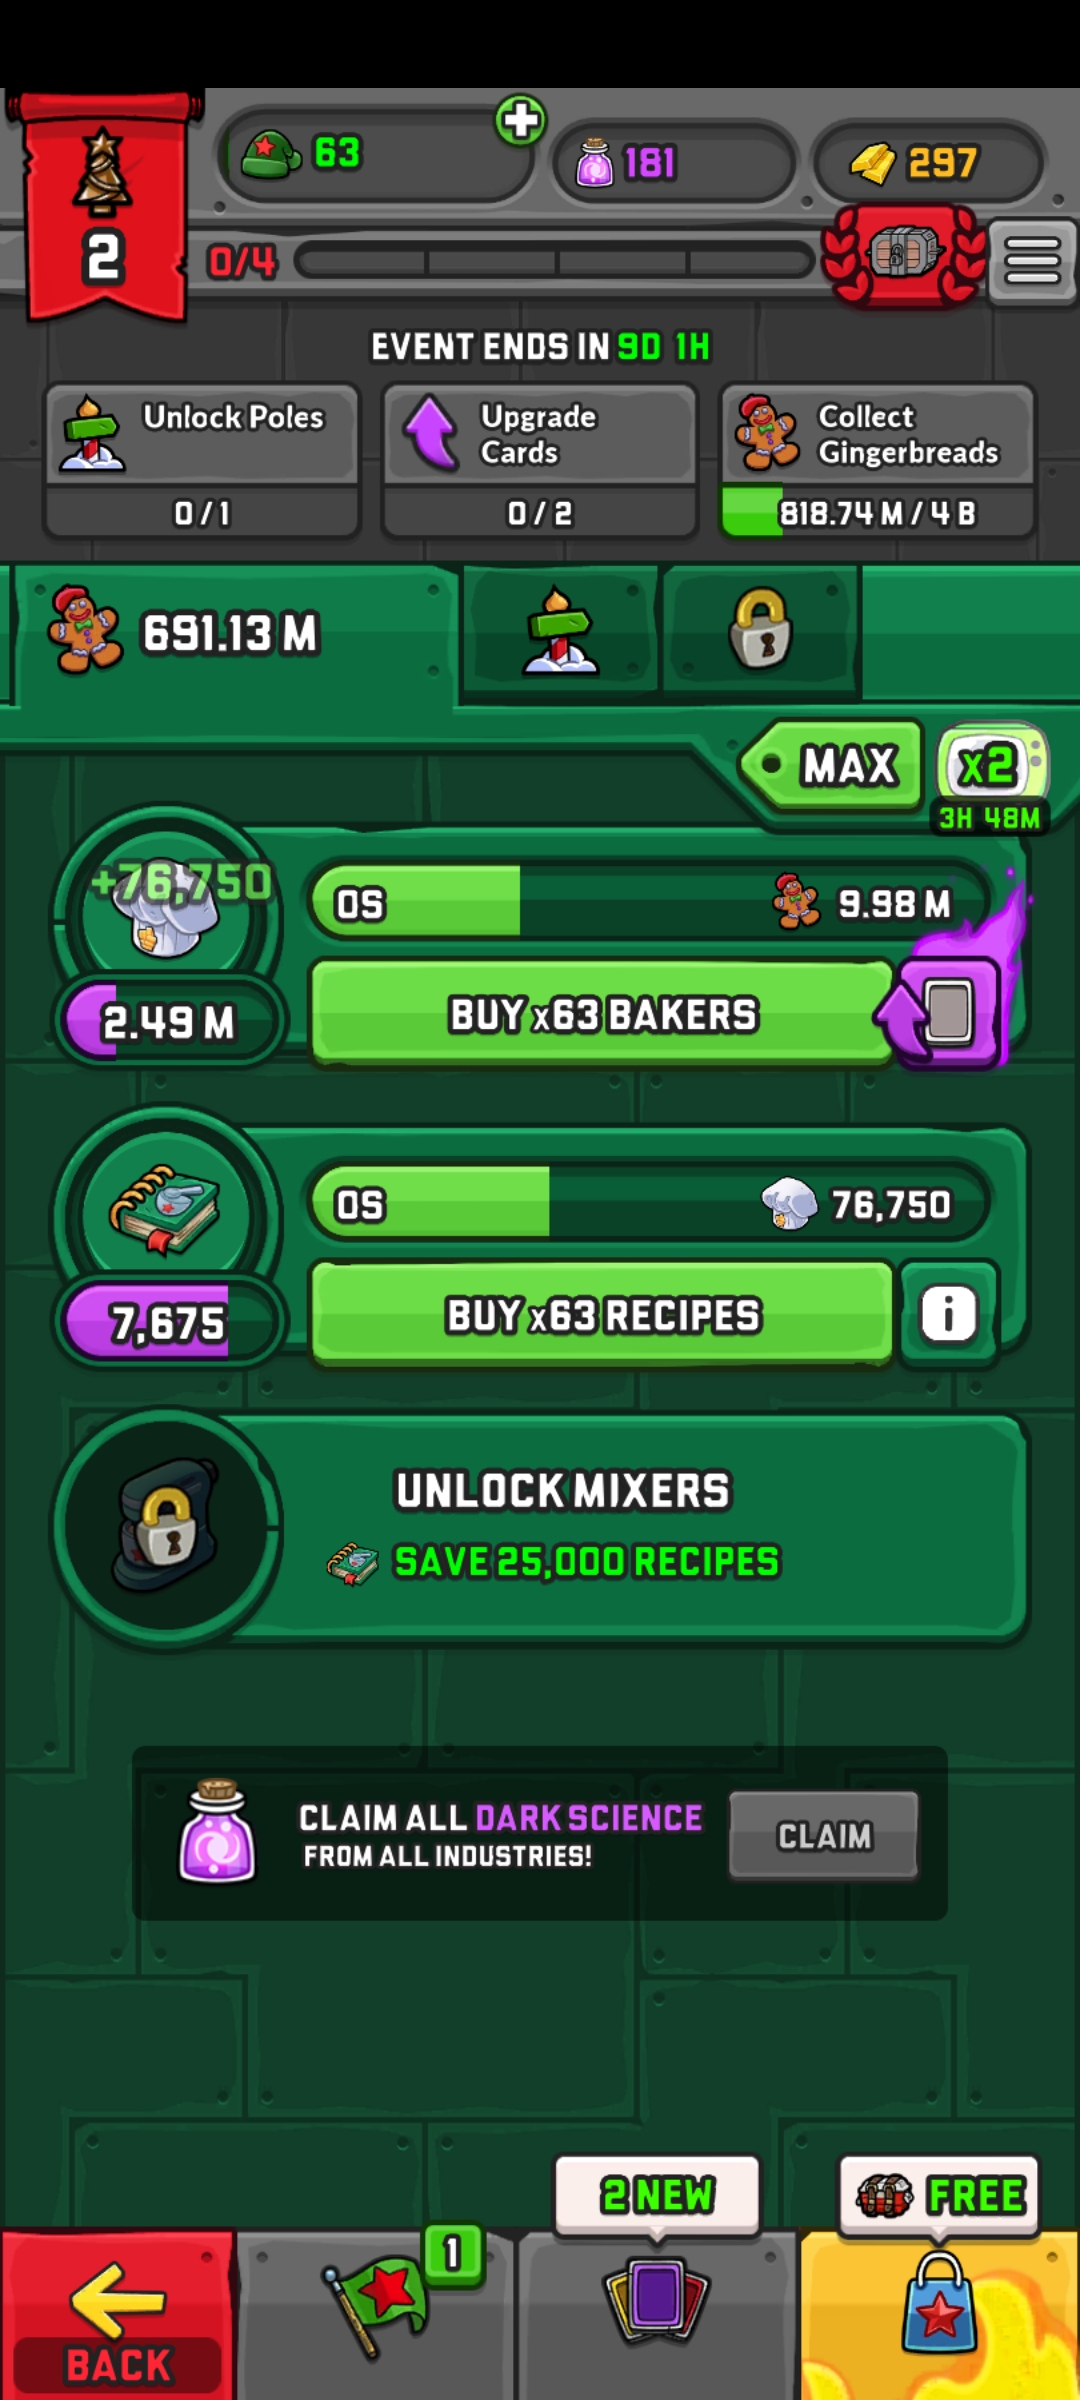 63
181
297
2
0/4
EVENT ENDS IN 9D 1H
Unlock Poles
0/1
Upgrade
Cards
0/2
Collect
Gingerbreads
818.74 M / 4 B
691.13 M
MAX
x2
3H 48M
+76,750
0S
9.98 M
2.49 M
BUY x63 BAKERS
0S
76,750
7,675
BUY x63 RECIPES
i
UNLOCK MIXERS
SAVE 25,000 RECIPES
CLAIM ALL DARK SCIENCE
FROM ALL INDUSTRIES!
CLAIM
2 NEW
FREE
1
BACK